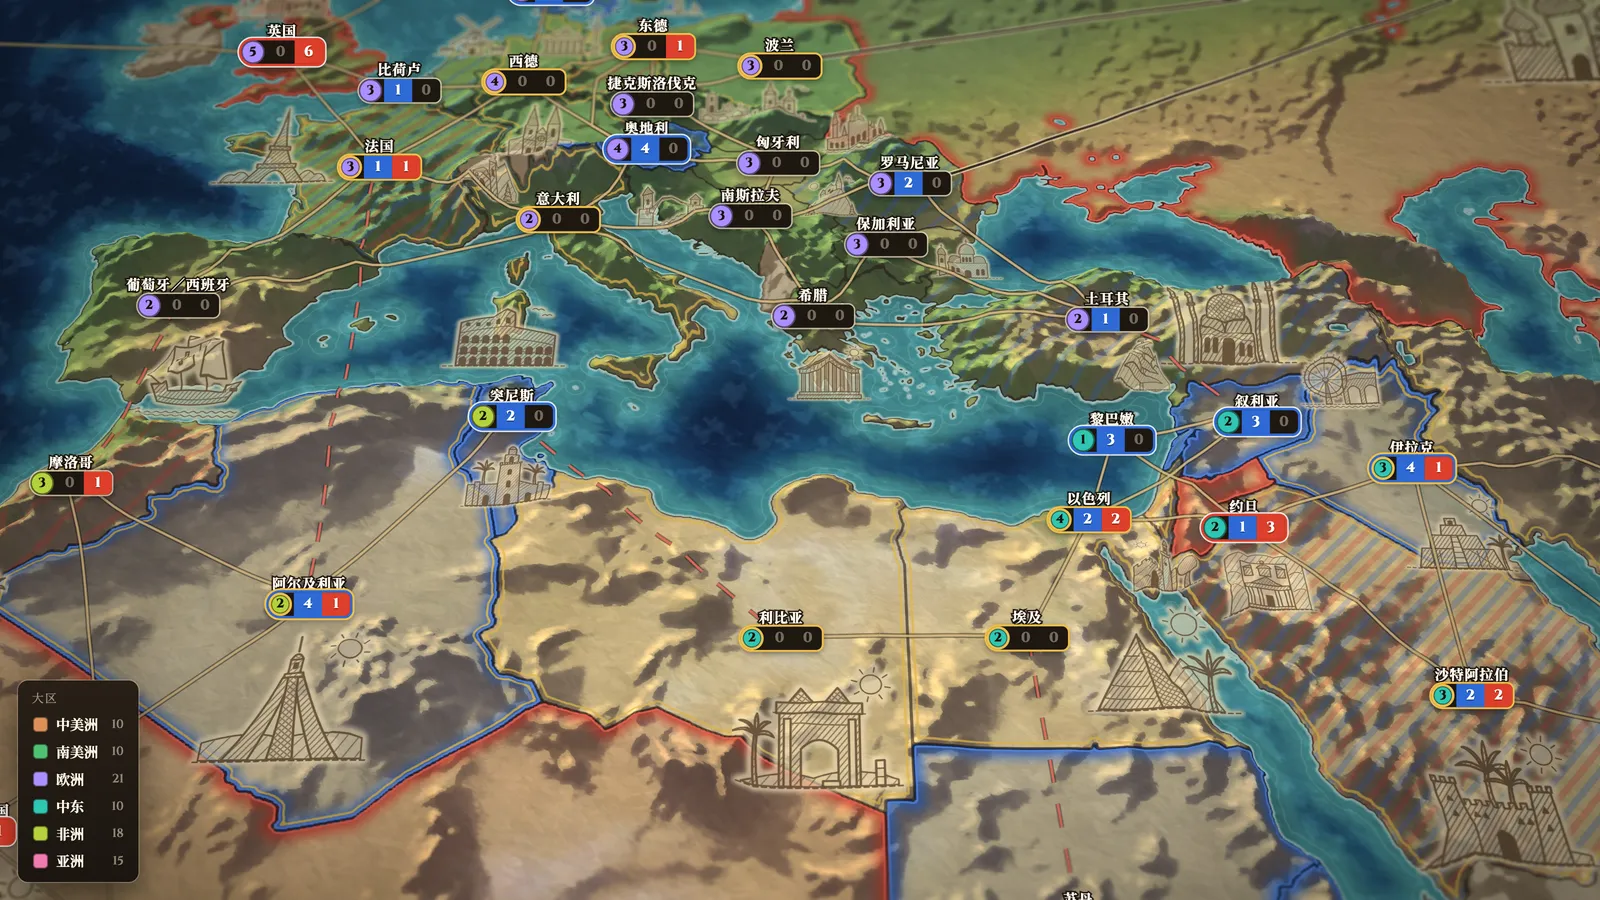 英国
5 0 6
东德
3 0 1
波兰
3 0 0
西德
4 0 0
比荷卢
3 1 0
捷克斯洛伐克
3 0 0
奥地利
4 4 0
匈牙利
3 0 0
法国
3 1 1
罗马尼亚
3 2 0
意大利
2 0 0
南斯拉夫
3 0 0
保加利亚
3 0 0
葡萄牙／西班牙
2 0 0
希腊
2 0 0
土耳其
2 1 0
突尼斯
2 2 0
叙利亚
2 3 0
黎巴嫩
1 3 0
伊拉克
3 4 1
摩洛哥
3 0 1
以色列
4 2 2
约旦
2 1 3
阿尔及利亚
2 4 1
利比亚
2 0 0
埃及
2 0 0
沙特阿拉伯
3 2 2
大区
中美洲 10
南美洲 10
欧洲 21
中东 10
非洲 18
亚洲 15
国
苏丹